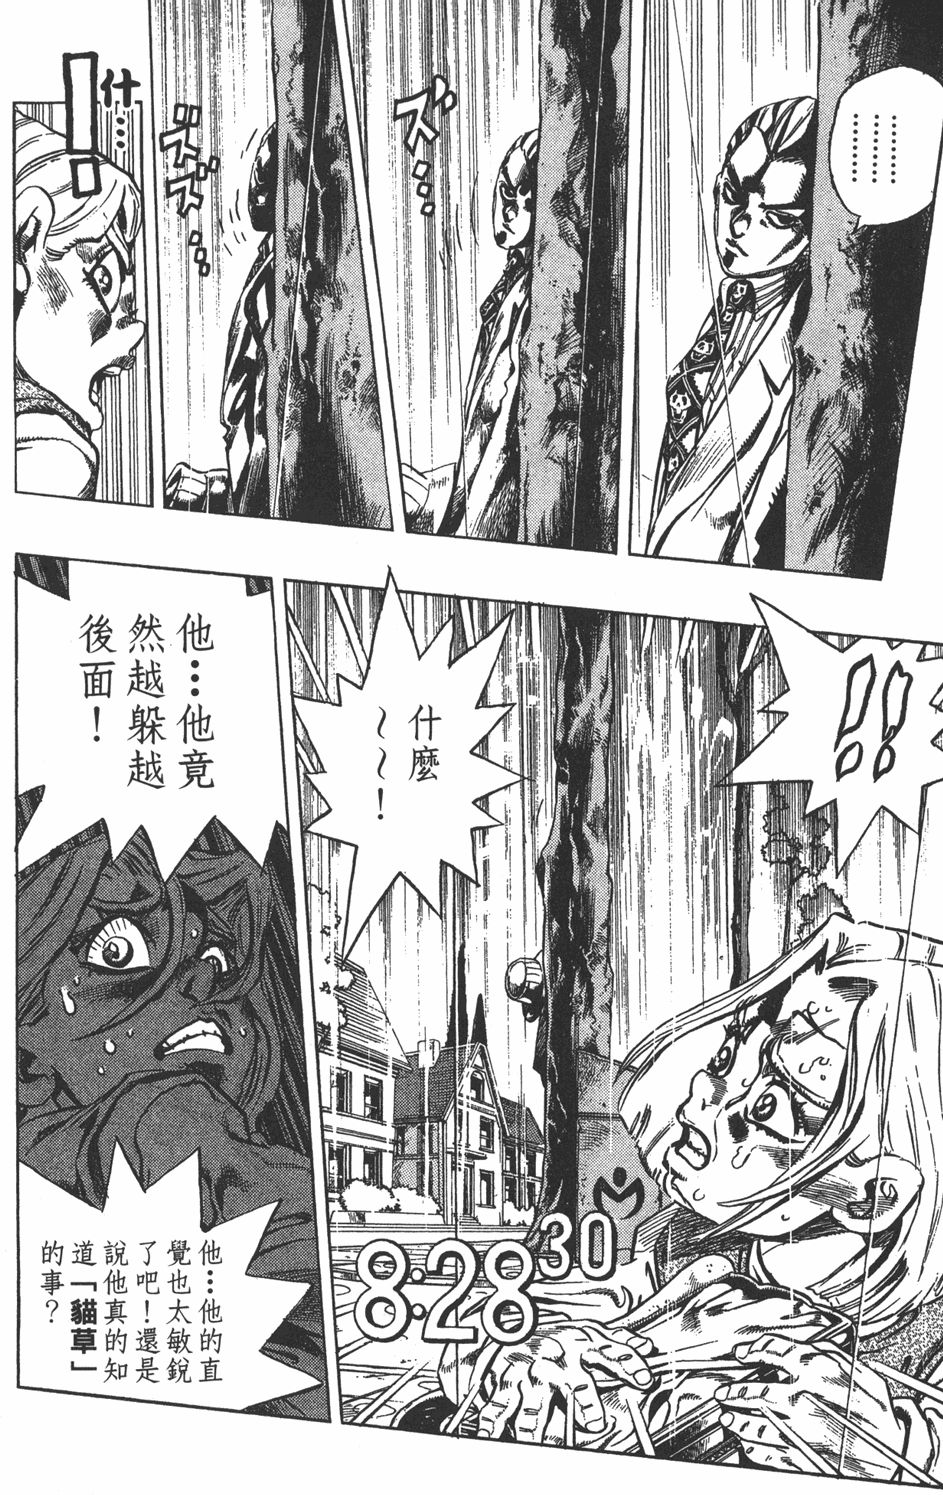 ………………
ズ…
ズズ…
什…
！
！！
什
麼
～
～
！
8:28 30
他…他竟
然越躲越
後面！
他…他的直
覺也太敏銳
了吧！還是
說他真的知
道「貓草」
的事？